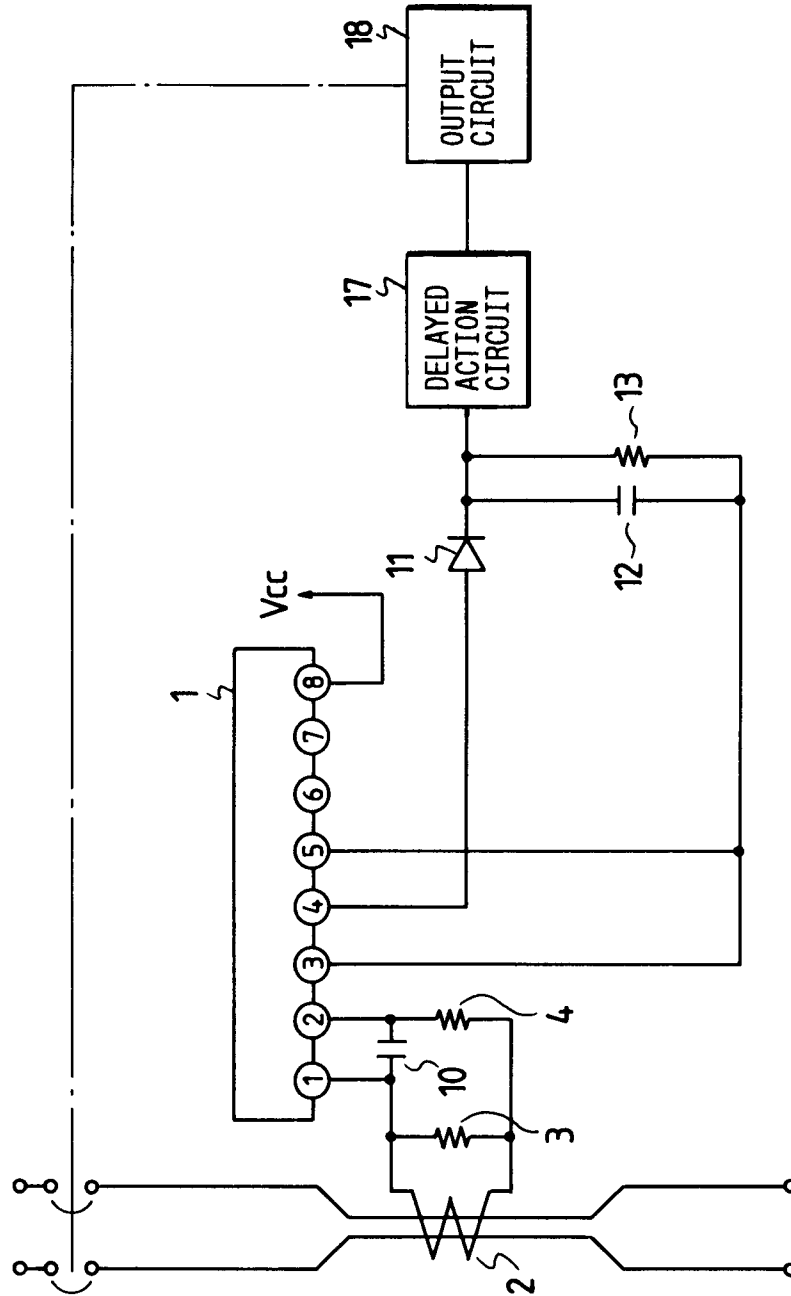 18
OUTPUT
CIRCUIT
17
DELAYED
ACTION
CIRCUIT
13
12
11
Vcc
1
1 2 3 4 5 6 7 8
10
4
3
2